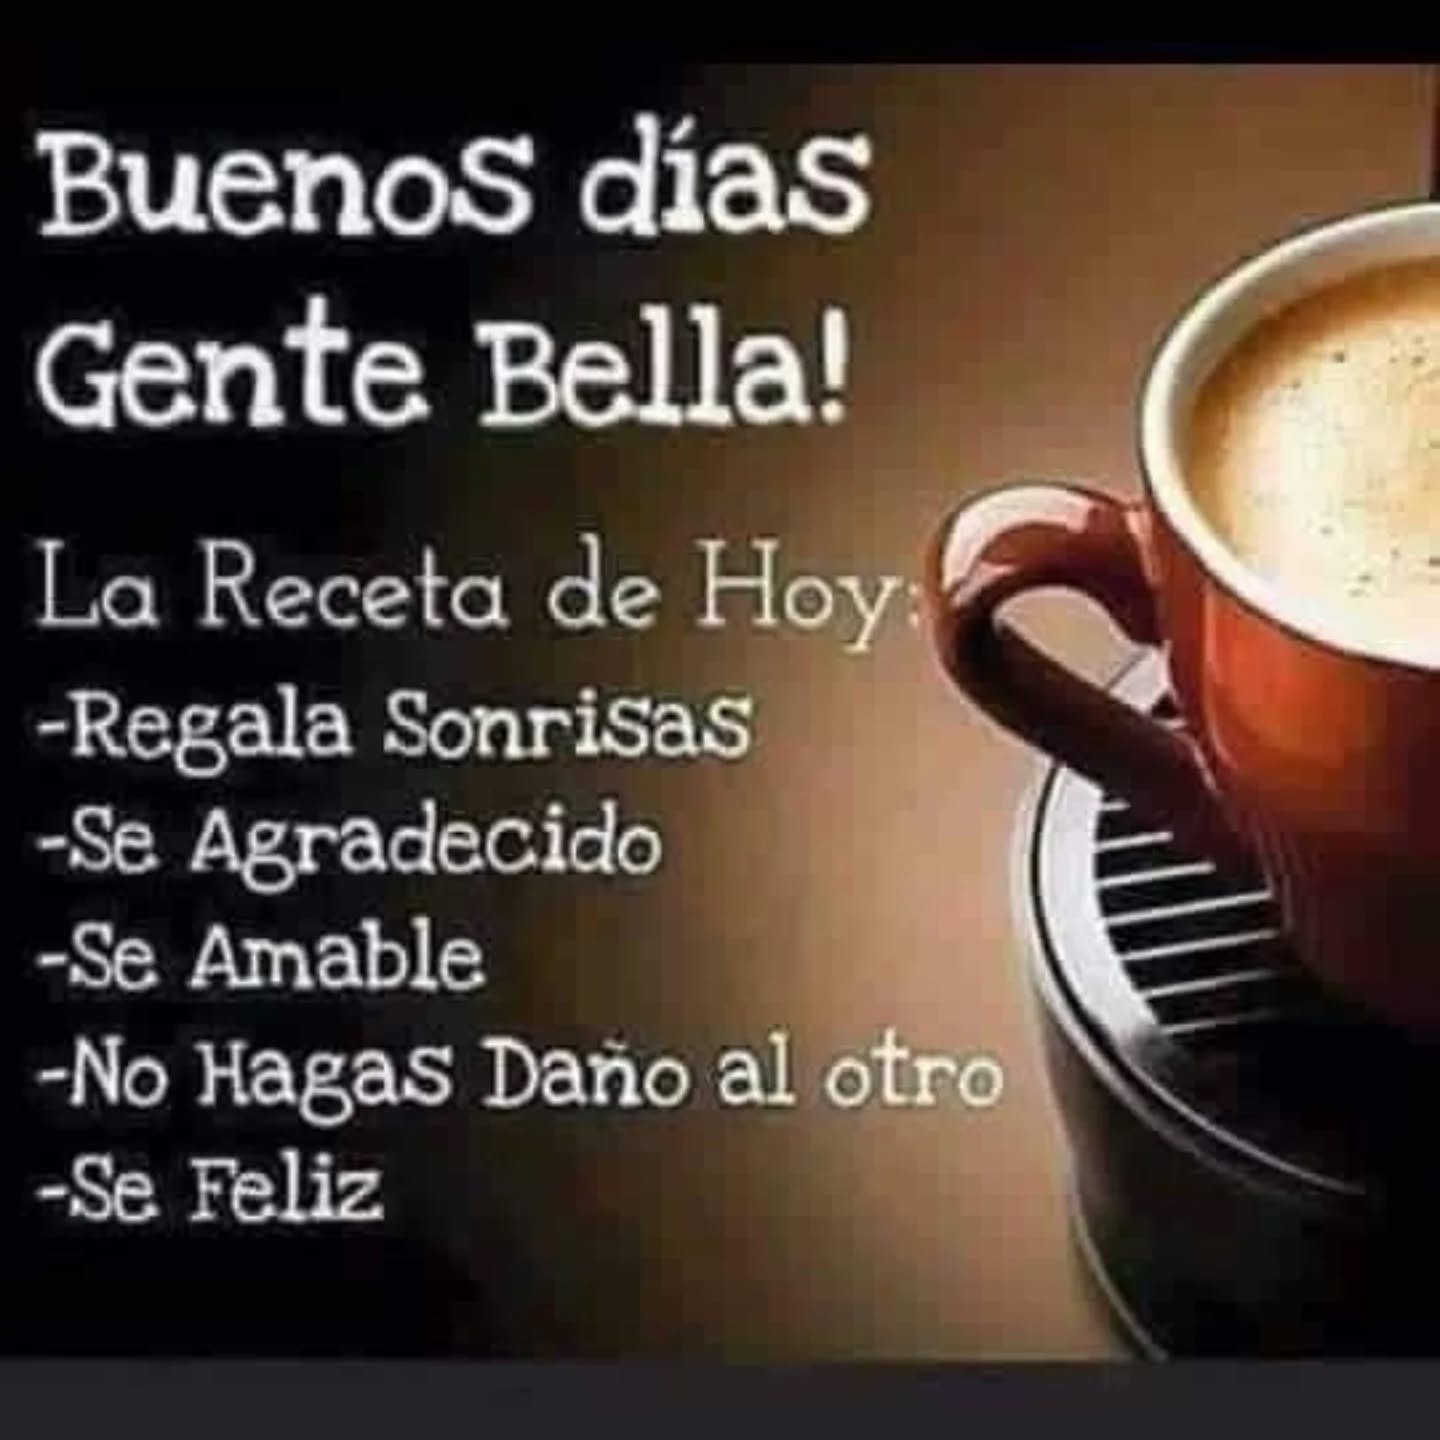 Buenos días
Gente Bella!
La Receta de Hoy:
-Regala Sonrisas
-Se Agradecido
-Se Amable
-No Hagas Daño al otro
-Se Feliz